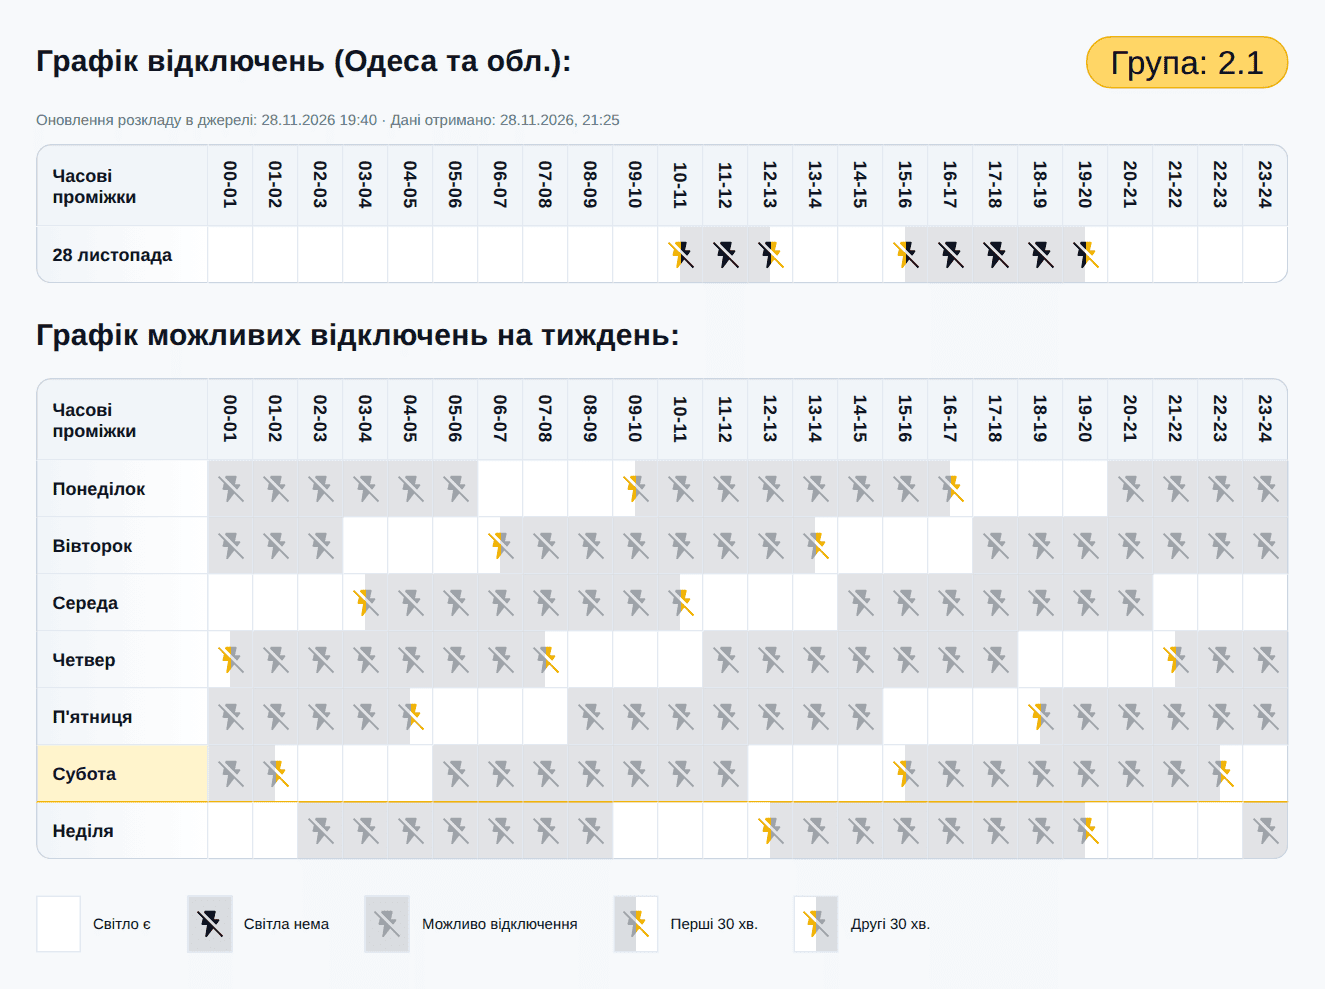 Графік відключень (Одеса та обл.):
Група: 2.1
Оновлення розкладу в джерелі: 28.11.2026 19:40 · Дані отримано: 28.11.2026, 21:25
Часові проміжки 00-01 01-02 02-03 03-04 04-05 05-06 06-07 07-08 08-09 09-10 10-11 11-12 12-13 13-14 14-15 15-16 16-17 17-18 18-19 19-20 20-21 21-22 22-23 23-24
28 листопада
Графік можливих відключень на тиждень:
Часові проміжки 00-01 01-02 02-03 03-04 04-05 05-06 06-07 07-08 08-09 09-10 10-11 11-12 12-13 13-14 14-15 15-16 16-17 17-18 18-19 19-20 20-21 21-22 22-23 23-24
Понеділок
Вівторок
Середа
Четвер
П'ятниця
Субота
Неділя
Світло є Світла нема Можливо відключення Перші 30 хв. Другі 30 хв.